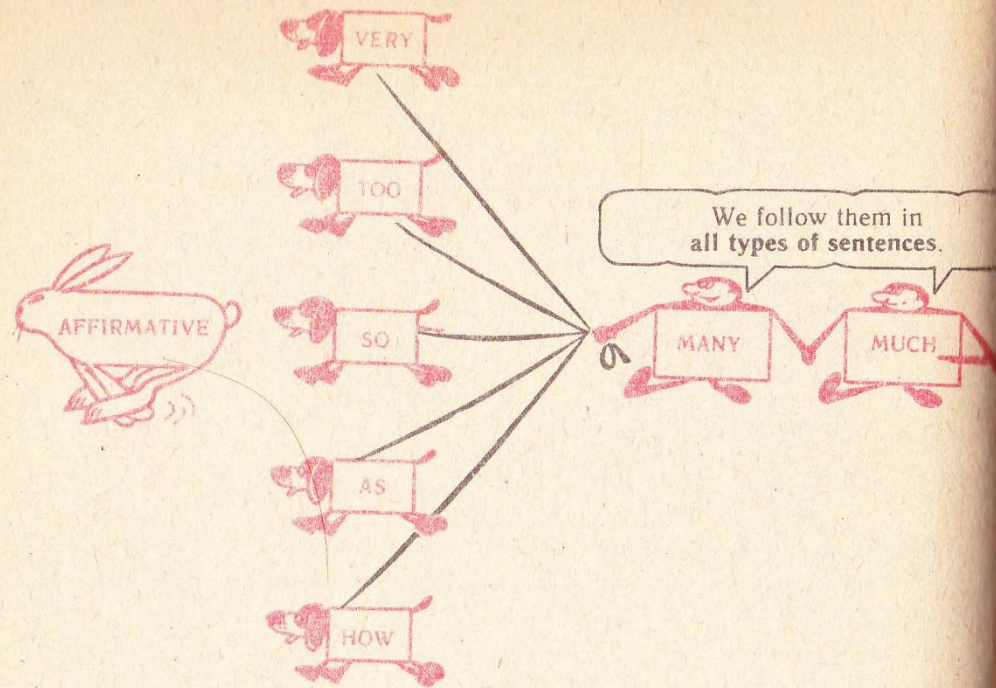 VERY
TOO
We follow them in
all types of sentences.
AFFIRMATIVE
SO
MANY
MUCH
AS
HOW